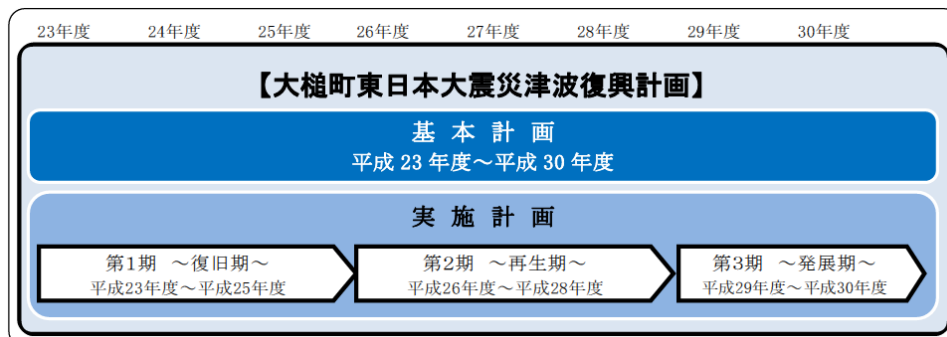 23年度 24年度 25年度 26年度 27年度 28年度 29年度 30年度
【大槌町東日本大震災津波復興計画】
基本計画
平成 23 年度～平成 30 年度
実施計画
第1期 ～復旧期～
平成23年度～平成25年度
第2期 ～再生期～
平成26年度～平成28年度
第3期 ～発展期～
平成29年度～平成30年度